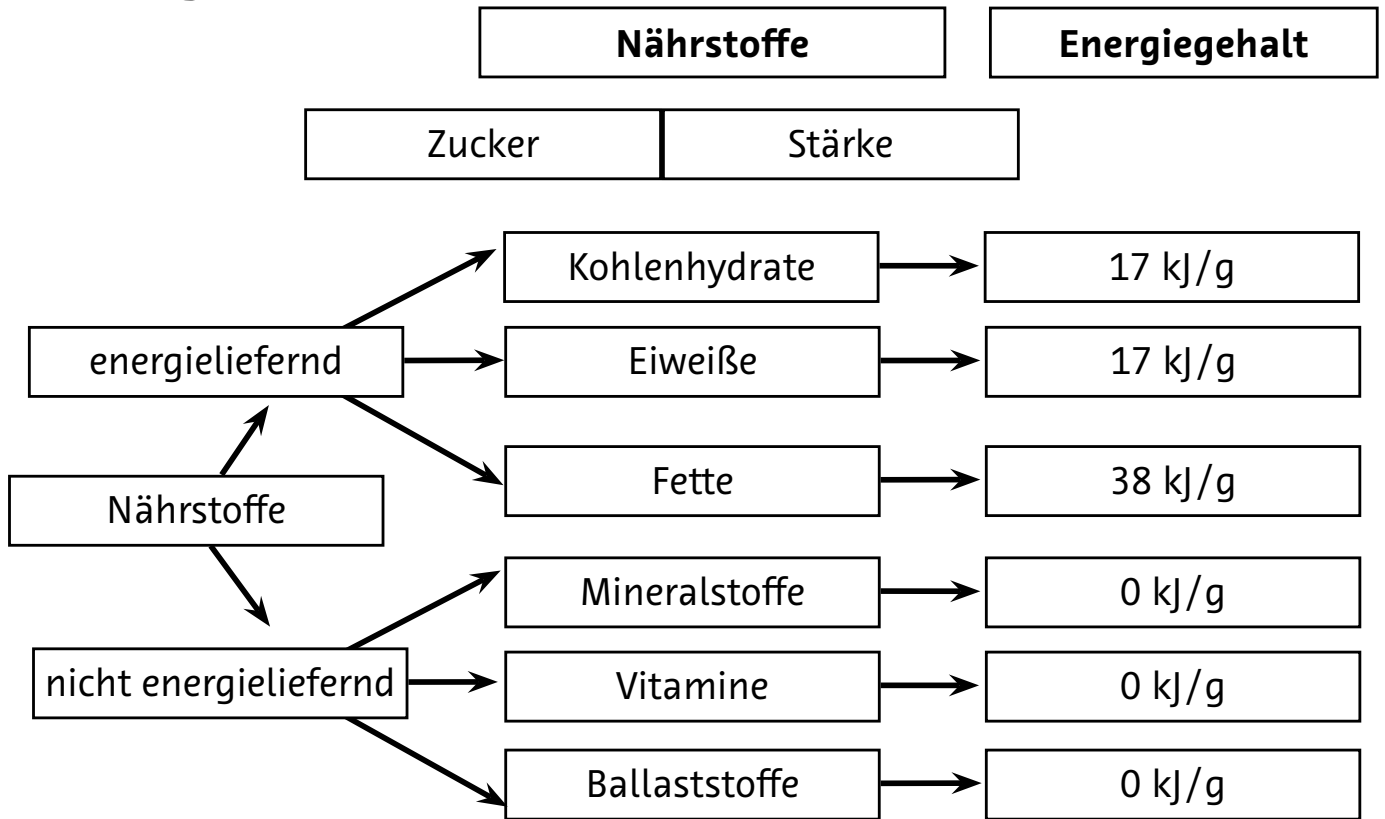 Nährstoffe Energiegehalt
Zucker Stärke
Kohlenhydrate 17 kJ/g
energieliefernd Eiweiße 17 kJ/g
Fette 38 kJ/g
Nährstoffe
Mineralstoffe 0 kJ/g
nicht energieliefernd Vitamine 0 kJ/g
Ballaststoffe 0 kJ/g